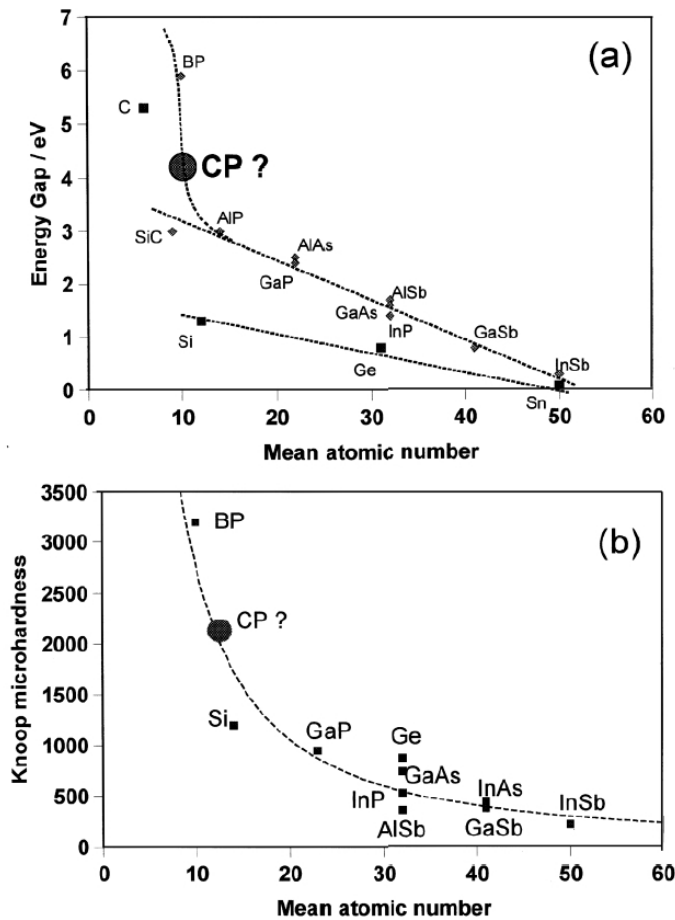 7
(a)
BP
6
C
5
CP ?
4
Energy Gap / eV
AlP
3
SiC
AlAs
GaP
2
AlSb
GaAs
InP
GaSb
1
Si
Ge
InSb
Sn
0
0 10 20 30 40 50 60
Mean atomic number
3500
BP
(b)
3000
2500
CP ?
2000
Knoop microhardness
1500
Si
GaP
Ge
1000
GaAs
InAs
InP
InSb
500
AlSb
GaSb
0
0 10 20 30 40 50 60
Mean atomic number